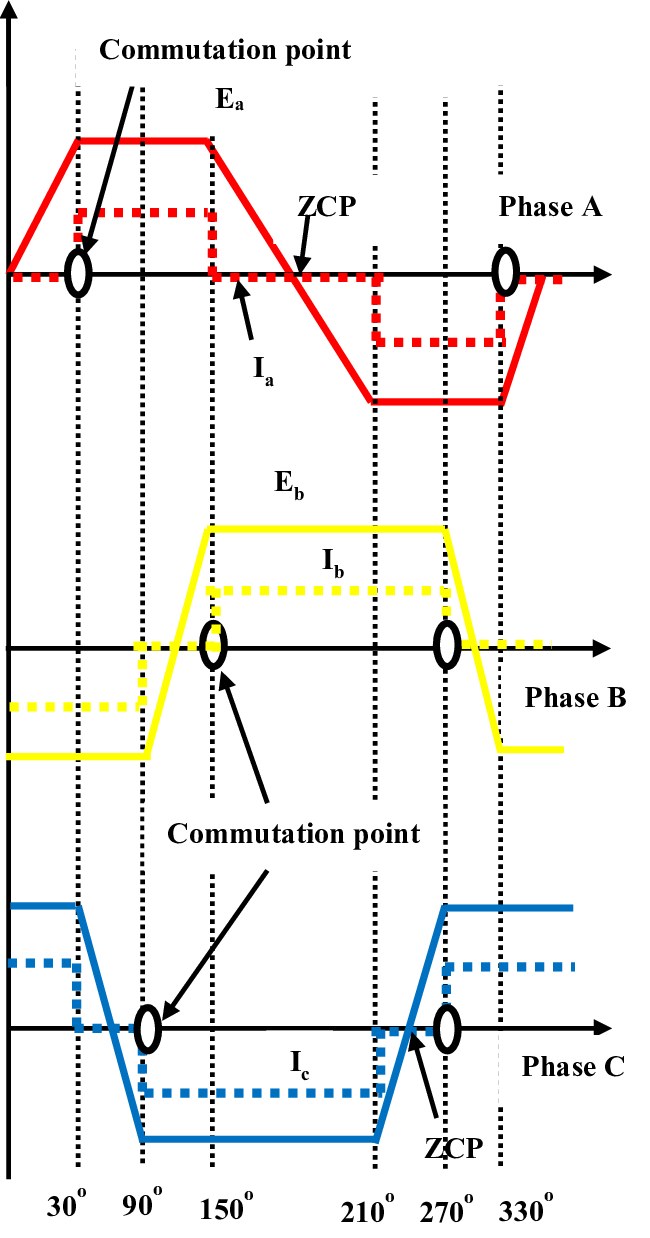 Commutation point
Ea
ZCP
Phase A
Ia
Eb
Ib
Phase B
Commutation point
Ic
Phase C
ZCP
30o 90o 150o 210o 270o 330o